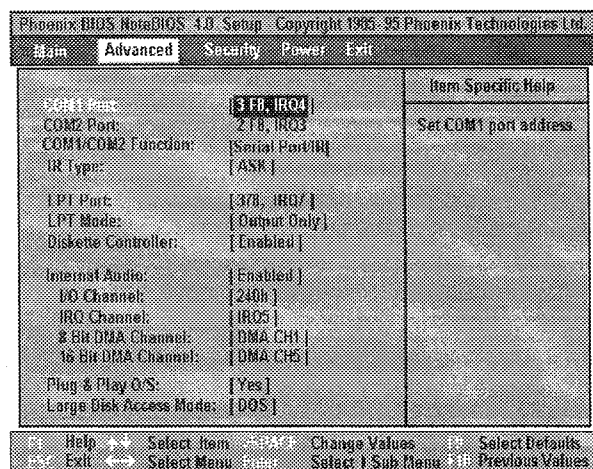 Phoenix BIOS NoteBIOS 4.0 Setup Copyright 1985-95 Phoenix Technologies Ltd.
Main Advanced Security Power Exit
Item Specific Help
COM1 Port: [ 3 F8, IRQ4 ]
Set COM1 port address.
COM2 Port: 2 F8, IRQ3
COM1/COM2 Function: [Serial Port/IR]
IR Type: [ ASK ]
LPT Port: [ 378, IRQ7 ]
LPT Mode: [ Output Only ]
Diskette Controller: [ Enabled ]
Internal Audio: [ Enabled ]
I/O Channel: [ 240h ]
IRQ Channel: [ IRQ5 ]
8 Bit DMA Channel: [ DMA CH1 ]
16 Bit DMA Channel: [ DMA CH5 ]
Plug & Play O/S: [ Yes ]
Large Disk Access Mode: [ DOS ]
Help Select Item Change Values Select Defaults
Exit Select Menu Select Sub Menu Previous Values